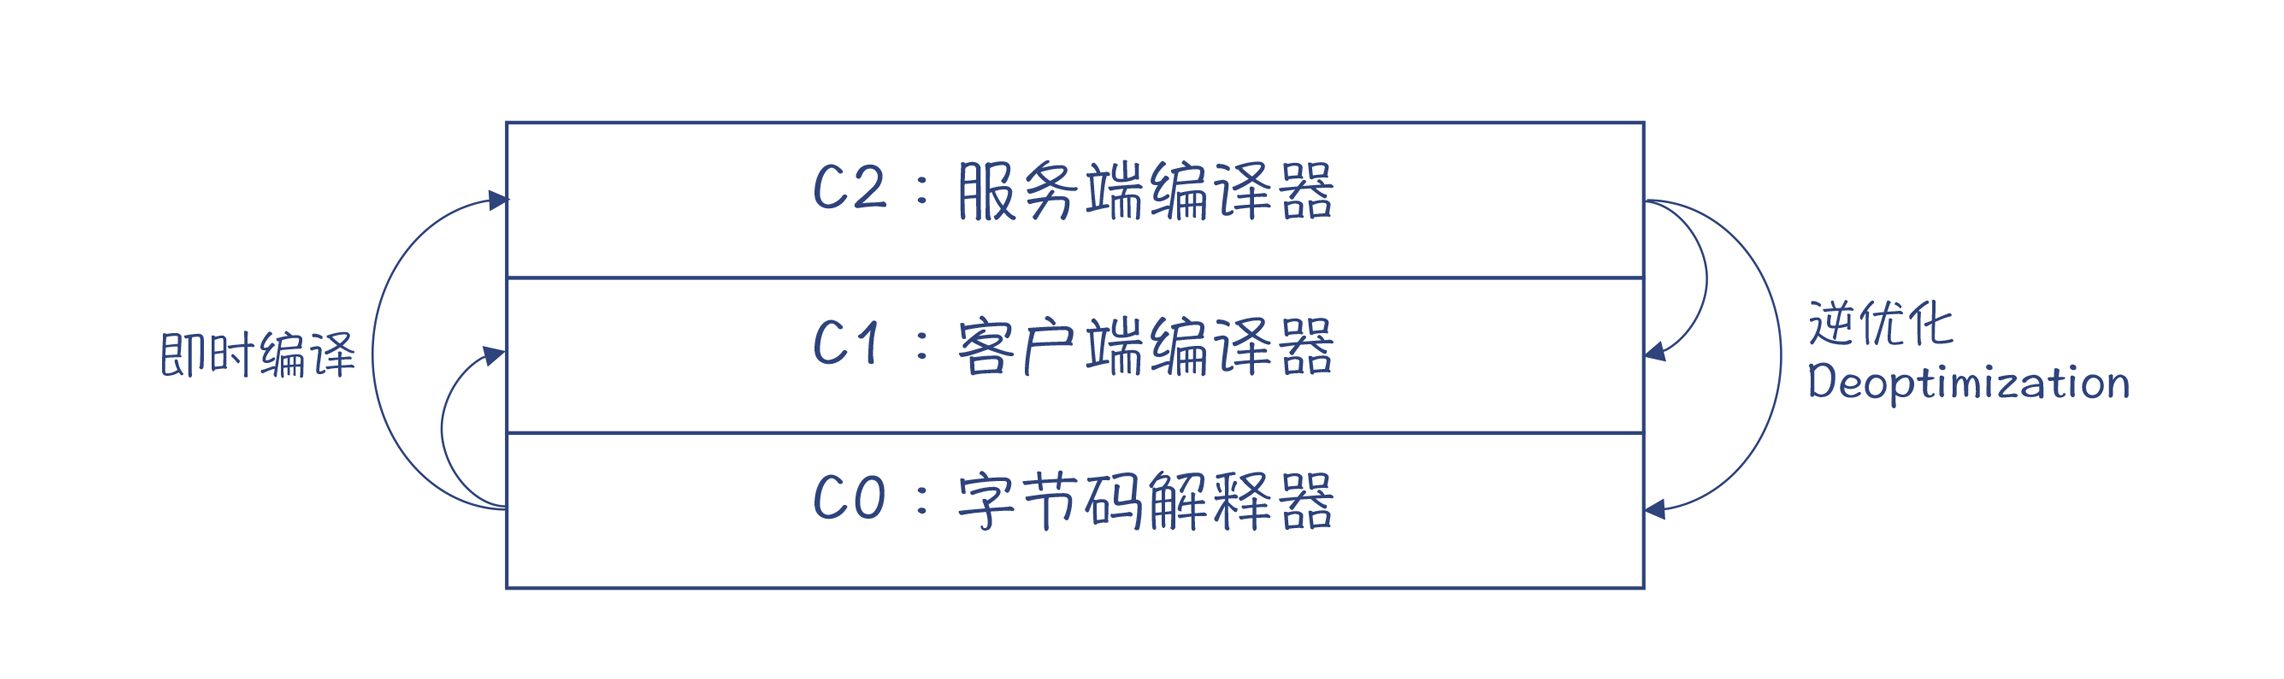 C2：服务端编译器
即时编译
C1：客户端编译器
逆优化
Deoptimization
C0：字节码解释器